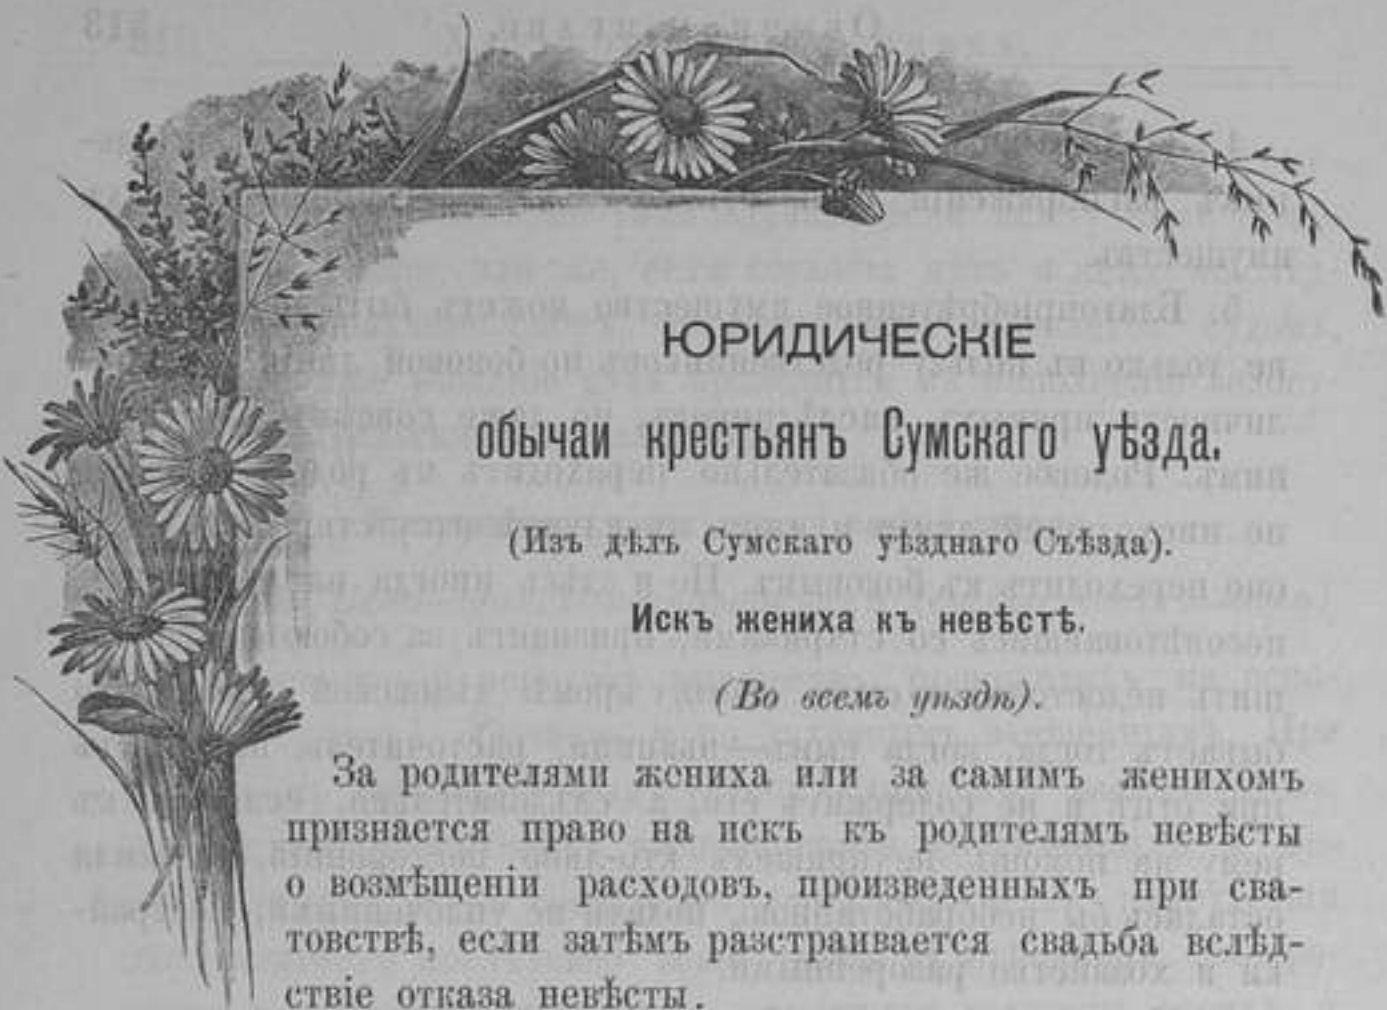 ЮРИДИЧЕСКІЕ
обычаи крестьянъ Сумскаго уѣзда.
(Изъ дѣлъ Сумскаго уѣзднаго Съѣзда).
Искъ жениха къ невѣстѣ.
(Во всемъ уѣздѣ).
За родителями жениха или за самимъ женихомъ
признается право на искъ къ родителямъ невѣсты
о возмѣщеніи расходовъ, произведенныхъ при сва-
товствѣ, если затѣмъ разстраивается свадьба вслѣд-
ствіе отказа невѣсты.